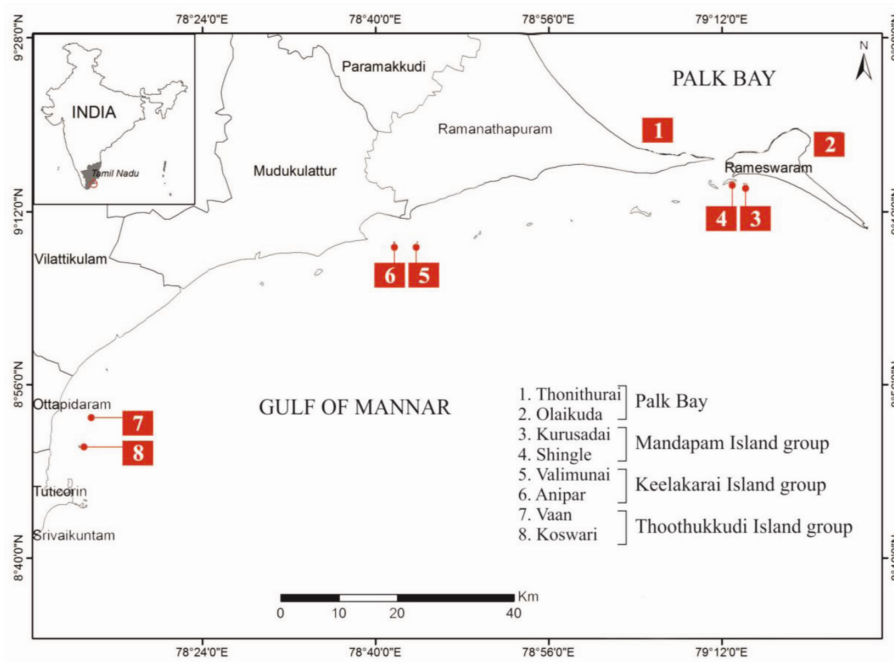 78°24'0"E 78°40'0"E 78°56'0"E 79°12'0"E
9°28'0"N
N
INDIA
Tamil Nadu
Paramakkudi
PALK BAY
Ramanathapuram
1
2
Mudukulattur
Rameswaram
9°12'0"N
4 3
Vilattikulam
6 5
8°56'0"N
Ottapidaram
GULF OF MANNAR
7
8
Tuticorin
Srivaikuntam
1. Thonithurai
2. Olaikuda
Palk Bay
3. Kurusadai
4. Shingle
Mandapam Island group
5. Valimunai
6. Anipar
Keelakarai Island group
7. Vaan
8. Koswari
Thoothukkudi Island group
8°40'0"N
Km
0 10 20 40
78°24'0"E 78°40'0"E 78°56'0"E 79°12'0"E